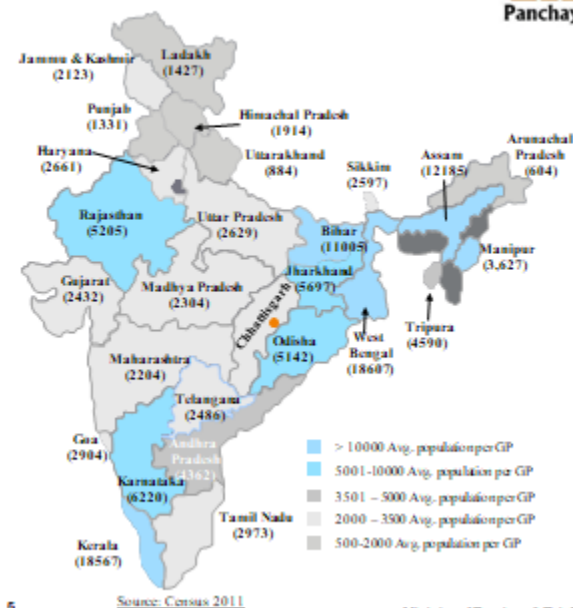 Panchay
Ladakh
(1427)
Jammu & Kashmir
(2123)
Punjab
(1331)
Himachal Pradesh
(1914)
Haryana
(2661)
Uttarakhand
(884)
Sikkim
(2597)
Assam
(12185)
Arunachal
Pradesh
(604)
Rajasthan
(5205)
Uttar Pradesh
(2629)
Bihar
(11005)
Manipur
(3,627)
Gujarat
(2432)
Madhya Pradesh
(2304)
Jharkhand
(5697)
Chhattisgarh
Tripura
(4590)
Odisha
(5142)
West
Bengal
(18607)
Maharashtra
(2204)
Telangana
(2486)
Goa
(2904)
Andhra
Pradesh
(4362)
Karnataka
(6220)
Tamil Nadu
(2973)
Kerala
(18567)
> 10000 Avg. population per GP
5001-10000 Avg. population per GP
3501 – 5000 Avg. population per GP
2000 – 3500 Avg. population per GP
500-2000 Avg. population per GP
5
Source: Census 2011